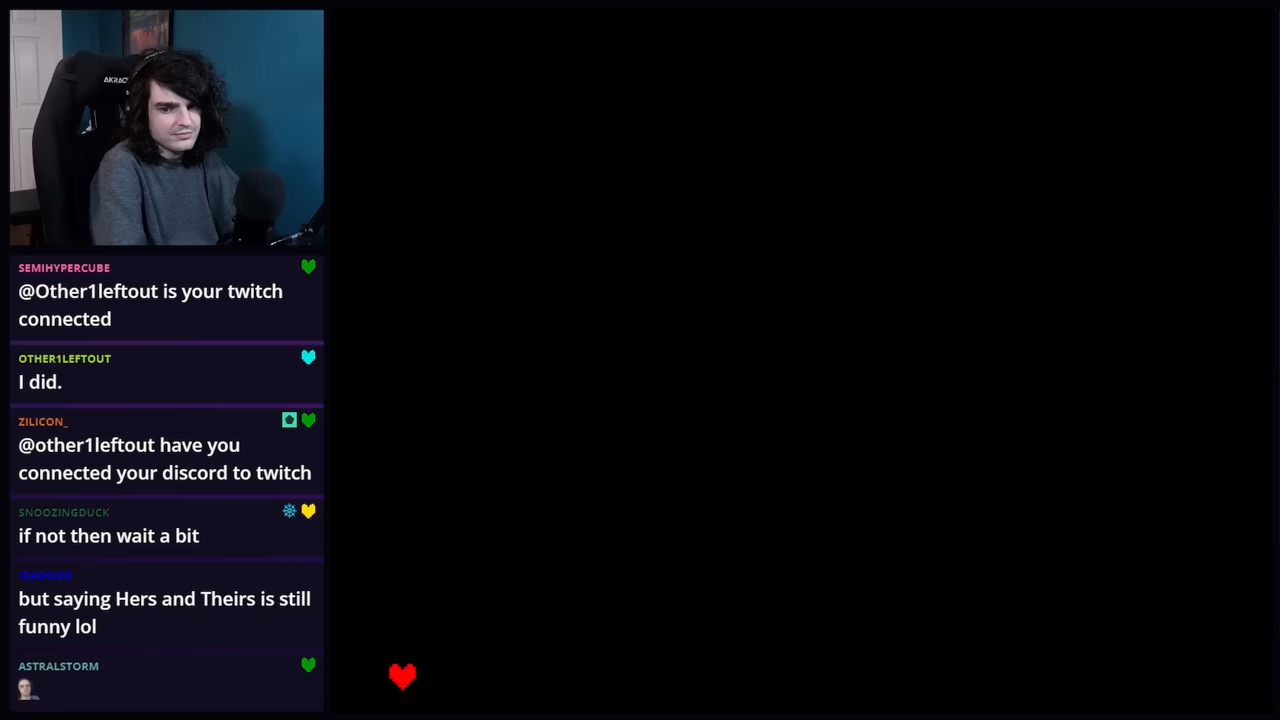 AKRAC
SEMIHYPERCUBE
@Other1leftout is your twitch
connected
OTHER1LEFTOUT
I did.
ZILICON_
@other1leftout have you
connected your discord to twitch
SNOOZINGDUCK
if not then wait a bit
but saying Hers and Theirs is still
funny lol
ASTRALSTORM